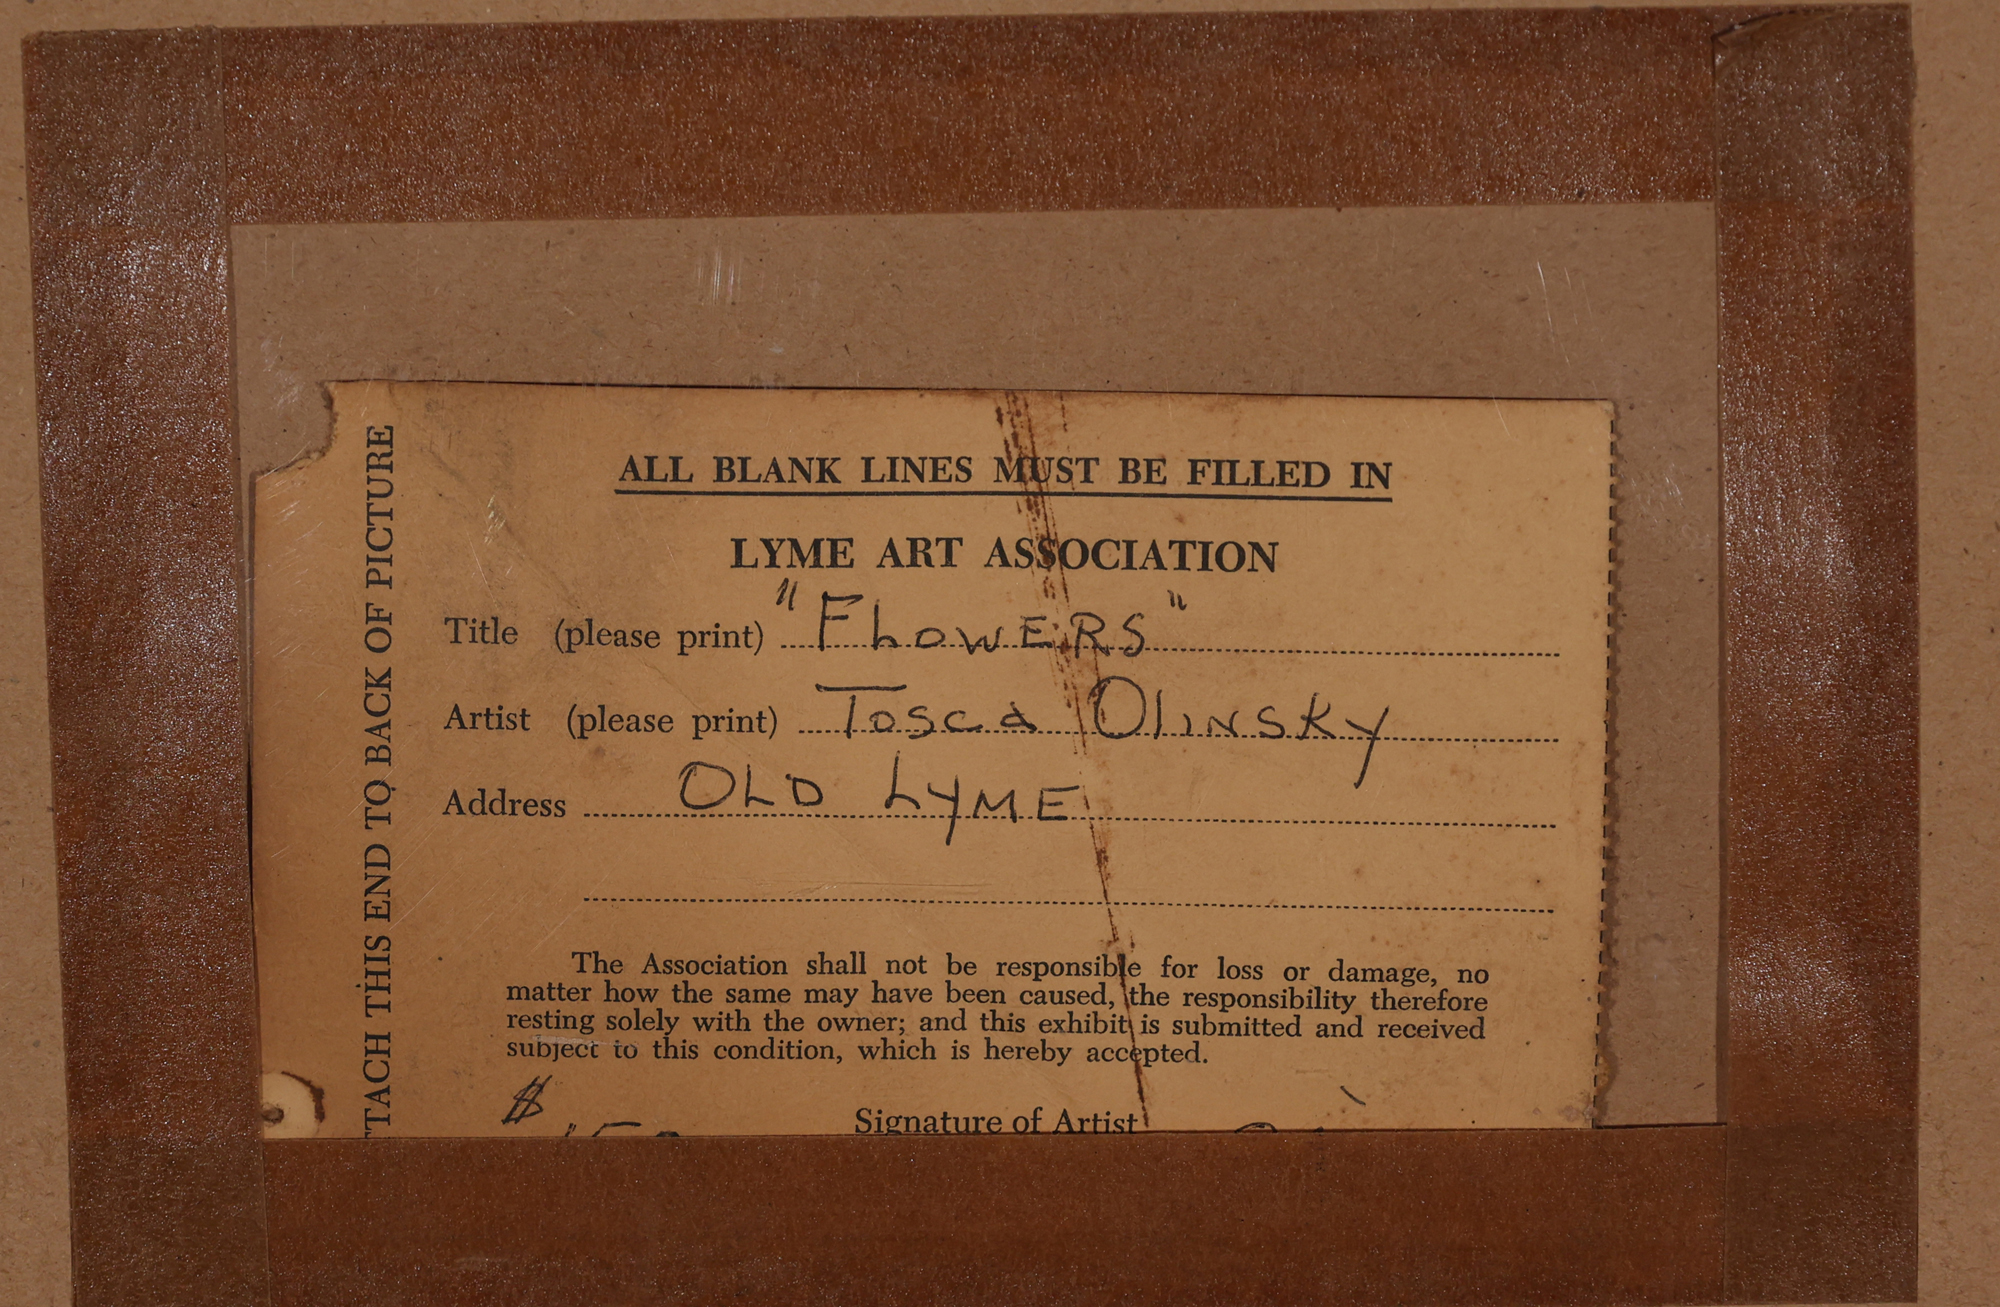 ALL BLANK LINES MUST BE FILLED IN
LYME ART ASSOCIATION
Title (please print) "FLOWERS"
Artist (please print) Tosca Olinsky
Address OLD LYME
The Association shall not be responsible for loss or damage, no
matter how the same may have been caused, the responsibility therefore
resting solely with the owner; and this exhibit is submitted and received
subject to this condition, which is hereby accepted.
$
Signature of Artist
TTACH THIS END TO BACK OF PICTURE